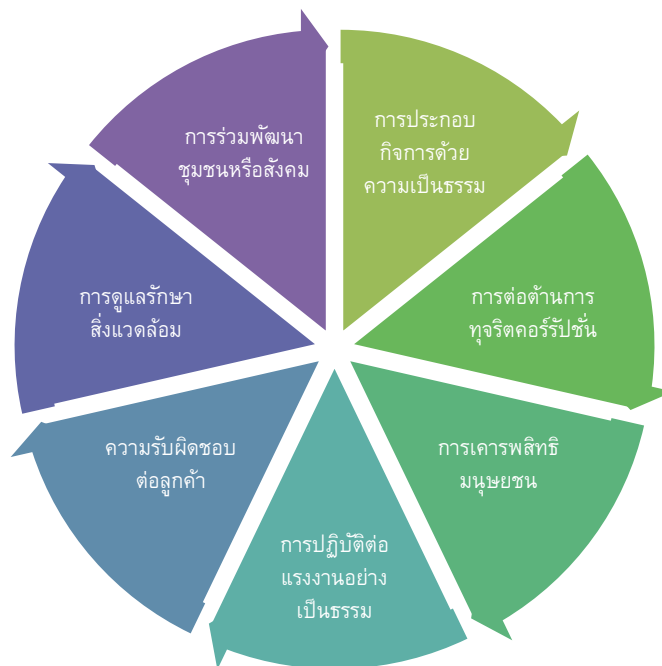 การประกอบ
กิจการด้วย
ความเป็นธรรม
การต่อต้านการ
ทุจริตคอร์รัปชั่น
การเคารพสิทธิ
มนุษยชน
การปฏิบัติต่อ
แรงงานอย่าง
เป็นธรรม
ความรับผิดชอบ
ต่อลูกค้า
การดูแลรักษา
สิ่งแวดล้อม
การร่วมพัฒนา
ชุมชนหรือสังคม